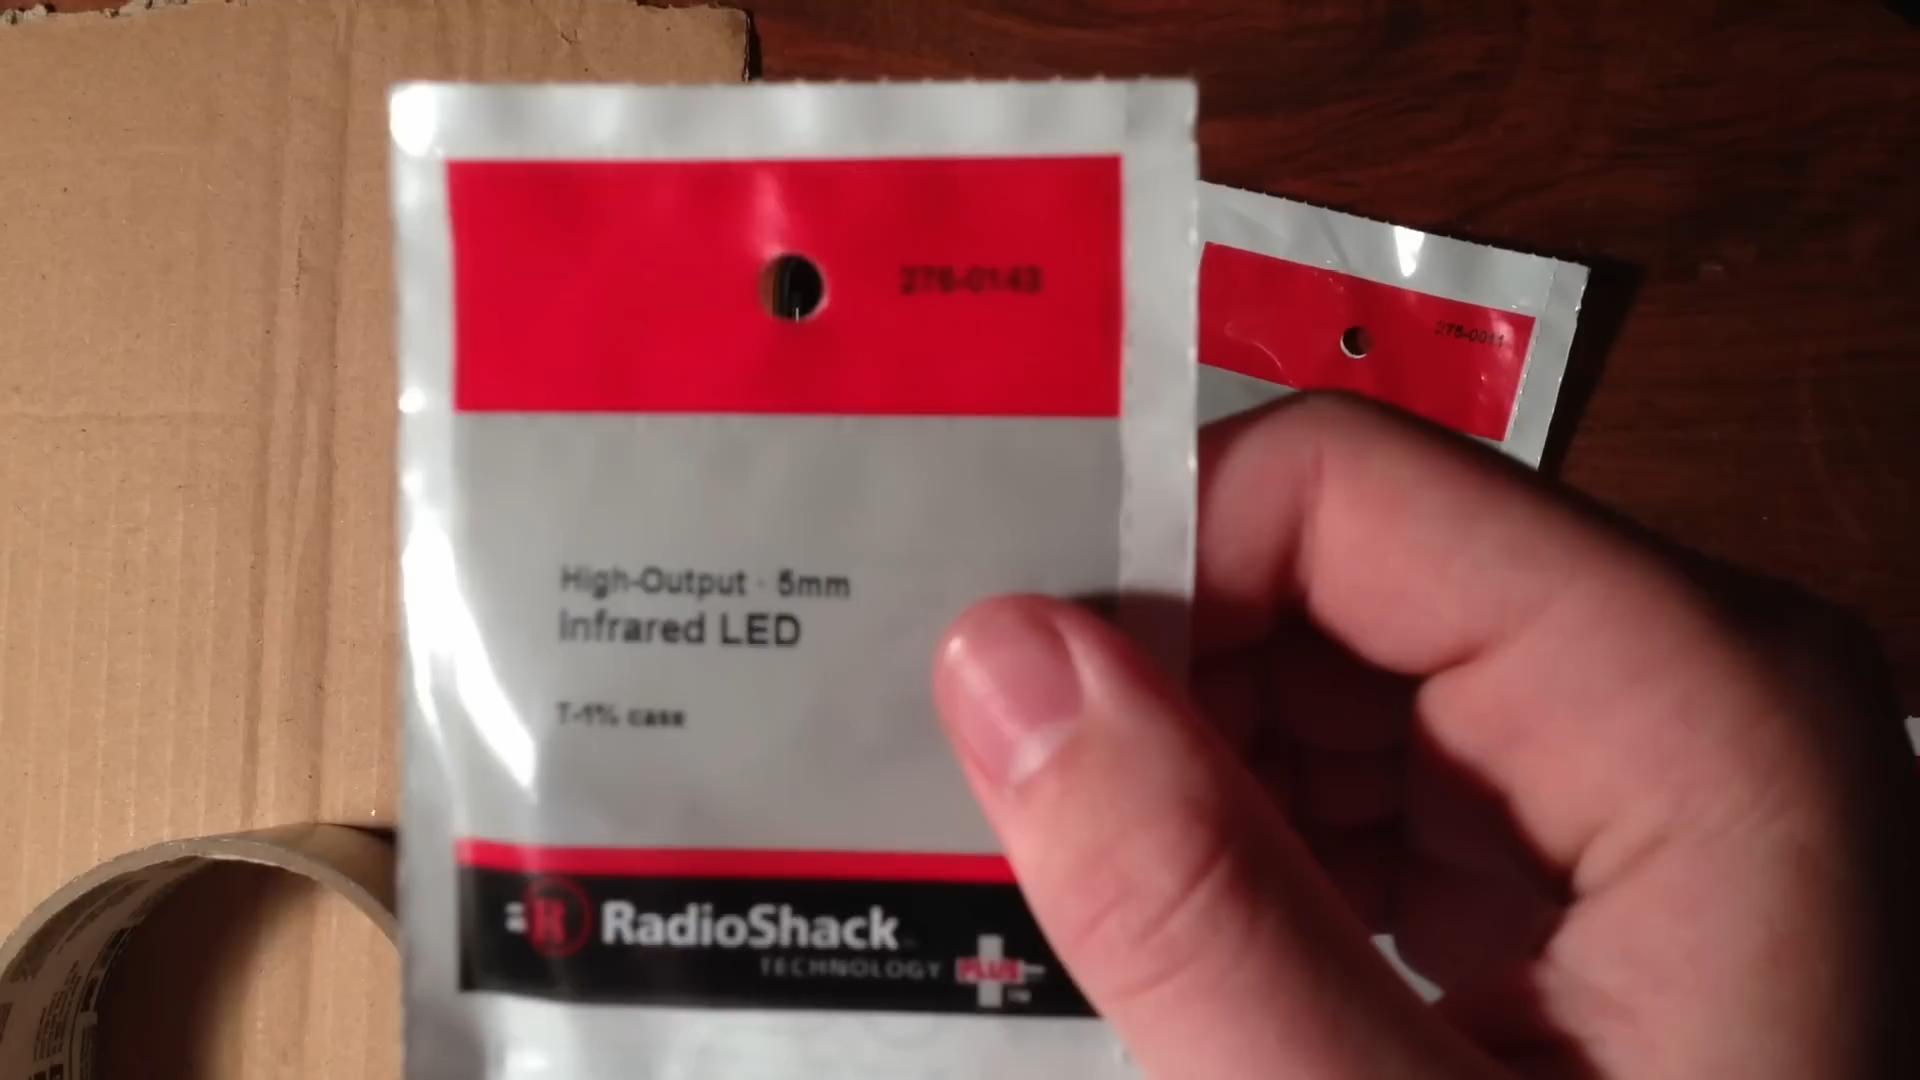 276-0143
High-Output · 5mm
Infrared LED
T-1¾ case
R RadioShack
TECHNOLOGY PLUS